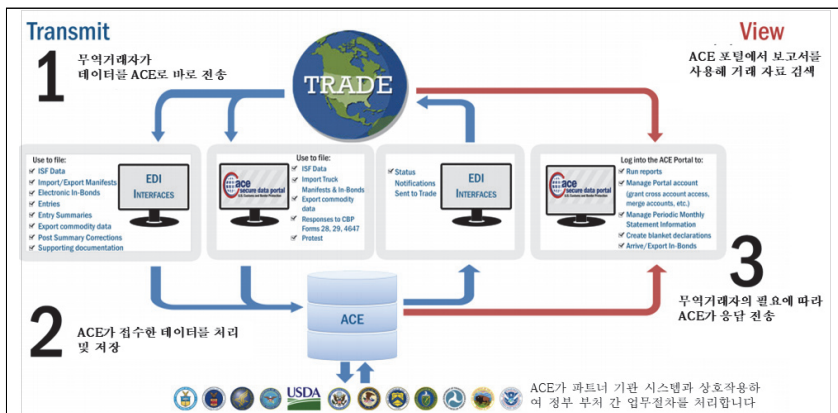 Transmit
View
1
무역거래자가
데이터를 ACE로 바로 전송
TRADE
ACE 포털에서 보고서를
사용해 거래 자료 검색
Use to file:
ISF Data
Import/Export Manifests
Electronic In-Bonds
Entries
Entry Summaries
Export commodity data
Post Summary Corrections
Supporting documentation
EDI
INTERFACES
ace
secure data portal
Use to file:
ISF Data
Import Truck
Manifests & In-Bonds
Export commodity
data
Responses to CBP
Forms 28, 29, 4647
Protest
Status
Notifications
Sent to Trade
EDI
INTERFACES
ace
secure data portal
Log into the ACE Portal to:
Run reports
Manage Portal account
(grant cross account access,
merge accounts, etc.)
Manage Periodic Monthly
Statement Information
Create blanket declarations
Arrive/Export In-Bonds
2
ACE가 접수한 데이터를 처리
및 저장
ACE
3
무역거래자의 필요에 따라
ACE가 응답 전송
USDA
ACE가 파트너 기관 시스템과 상호작용하
여 정부 부처 간 업무절차를 처리합니다